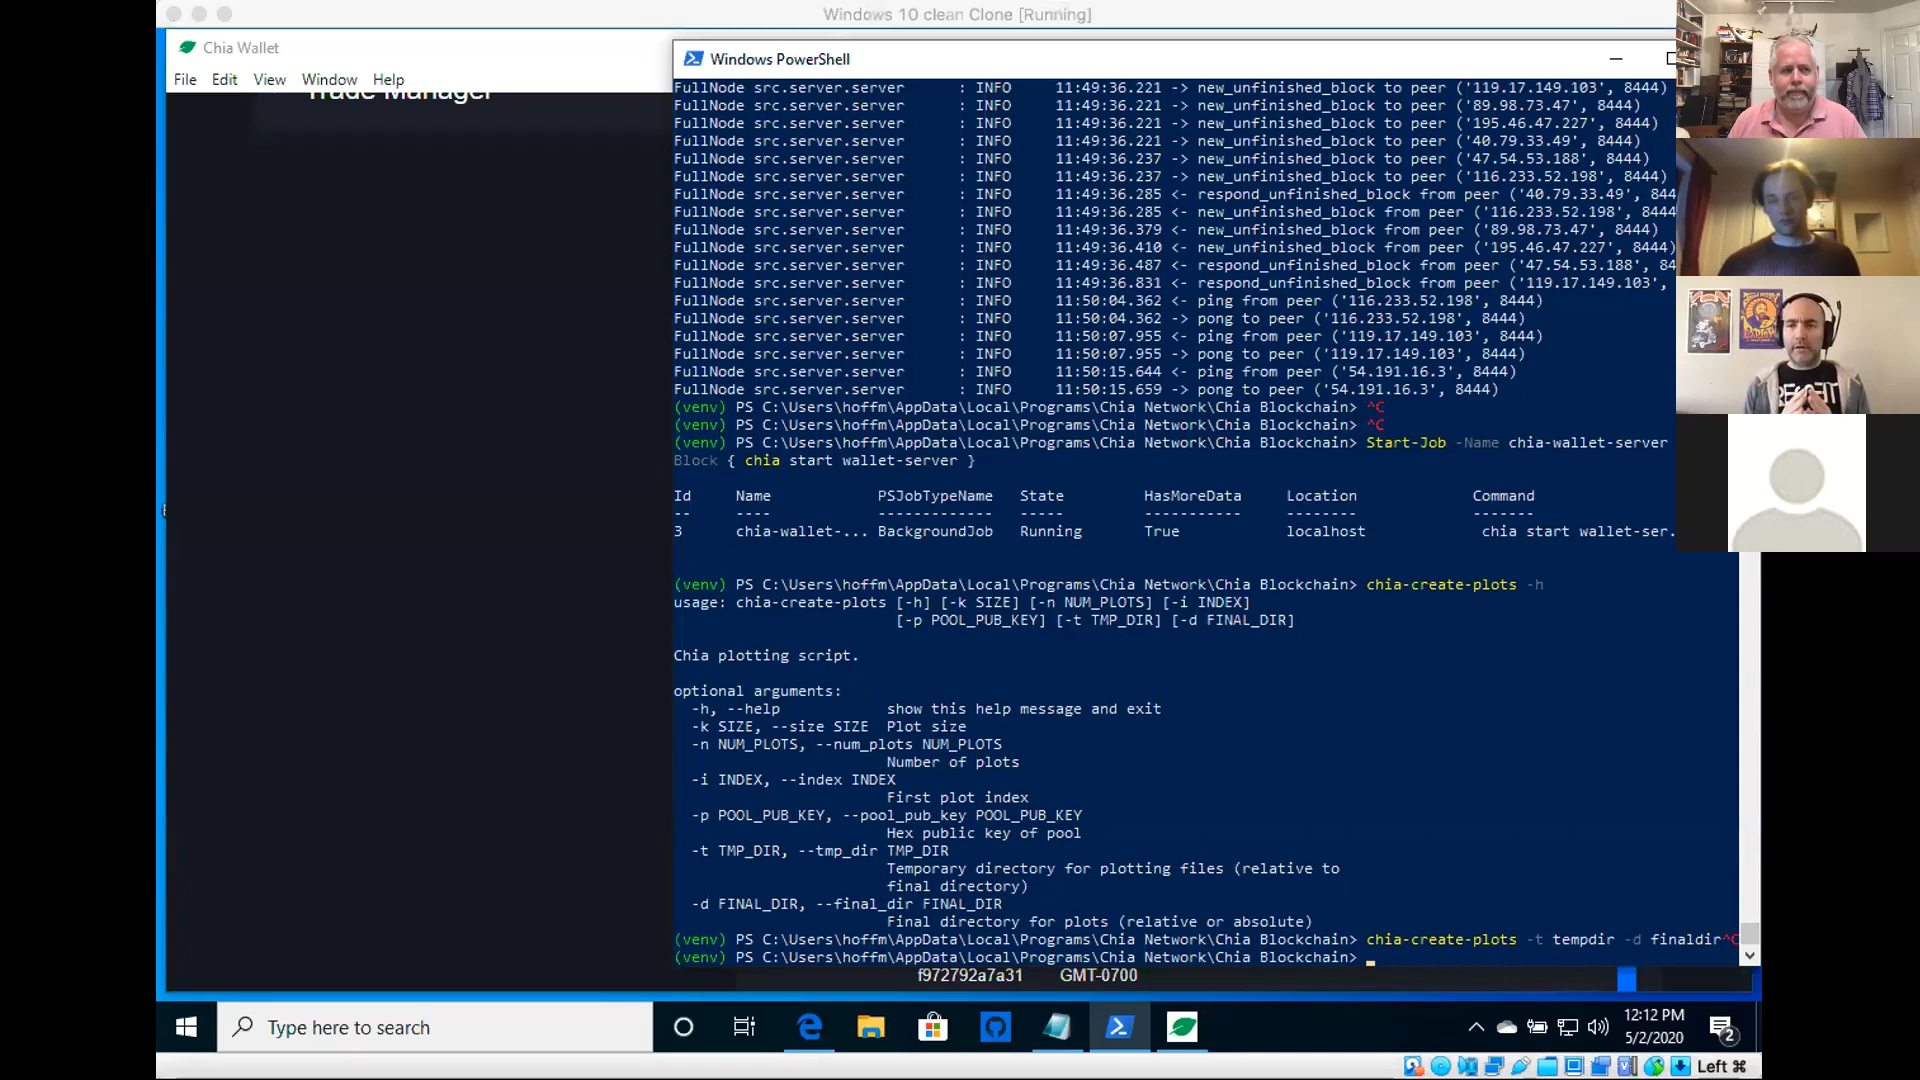 Windows 10 clean Clone [Running]
Chia Wallet
File Edit View Window Help
Trade Manager
Windows PowerShell
FullNode src.server.server : INFO 11:49:36.221 -> new_unfinished_block to peer ('119.17.149.103', 8444)
FullNode src.server.server : INFO 11:49:36.221 -> new_unfinished_block to peer ('89.98.73.47', 8444)
FullNode src.server.server : INFO 11:49:36.221 -> new_unfinished_block to peer ('195.46.47.227', 8444)
FullNode src.server.server : INFO 11:49:36.221 -> new_unfinished_block to peer ('40.79.33.49', 8444)
FullNode src.server.server : INFO 11:49:36.237 -> new_unfinished_block to peer ('47.54.53.188', 8444)
FullNode src.server.server : INFO 11:49:36.237 -> new_unfinished_block to peer ('116.233.52.198', 8444)
FullNode src.server.server : INFO 11:49:36.285 <- respond_unfinished_block from peer ('40.79.33.49', 844
FullNode src.server.server : INFO 11:49:36.285 <- new_unfinished_block from peer ('116.233.52.198', 8444
FullNode src.server.server : INFO 11:49:36.379 <- new_unfinished_block from peer ('89.98.73.47', 8444)
FullNode src.server.server : INFO 11:49:36.410 <- new_unfinished_block from peer ('195.46.47.227', 8444)
FullNode src.server.server : INFO 11:49:36.487 <- respond_unfinished_block from peer ('47.54.53.188', 84
FullNode src.server.server : INFO 11:49:36.831 <- respond_unfinished_block from peer ('119.17.149.103',
FullNode src.server.server : INFO 11:50:04.362 <- ping from peer ('116.233.52.198', 8444)
FullNode src.server.server : INFO 11:50:04.362 -> pong to peer ('116.233.52.198', 8444)
FullNode src.server.server : INFO 11:50:07.955 <- ping from peer ('119.17.149.103', 8444)
FullNode src.server.server : INFO 11:50:07.955 -> pong to peer ('119.17.149.103', 8444)
FullNode src.server.server : INFO 11:50:15.644 <- ping from peer ('54.191.16.3', 8444)
FullNode src.server.server : INFO 11:50:15.659 -> pong to peer ('54.191.16.3', 8444)
(venv) PS C:\Users\hoffm\AppData\Local\Programs\Chia Network\Chia Blockchain> ^C
(venv) PS C:\Users\hoffm\AppData\Local\Programs\Chia Network\Chia Blockchain> ^C
(venv) PS C:\Users\hoffm\AppData\Local\Programs\Chia Network\Chia Blockchain> Start-Job -Name chia-wallet-server
Block { chia start wallet-server }
Id Name PSJobTypeName State HasMoreData Location Command
-- ---- ------------- ----- ----------- -------- -------
3 chia-wallet-... BackgroundJob Running True localhost chia start wallet-ser.
(venv) PS C:\Users\hoffm\AppData\Local\Programs\Chia Network\Chia Blockchain> chia-create-plots -h
usage: chia-create-plots [-h] [-k SIZE] [-n NUM_PLOTS] [-i INDEX]
[-p POOL_PUB_KEY] [-t TMP_DIR] [-d FINAL_DIR]
Chia plotting script.
optional arguments:
-h, --help show this help message and exit
-k SIZE, --size SIZE Plot size
-n NUM_PLOTS, --num_plots NUM_PLOTS
Number of plots
-i INDEX, --index INDEX
First plot index
-p POOL_PUB_KEY, --pool_pub_key POOL_PUB_KEY
Hex public key of pool
-t TMP_DIR, --tmp_dir TMP_DIR
Temporary directory for plotting files (relative to
final directory)
-d FINAL_DIR, --final_dir FINAL_DIR
Final directory for plots (relative or absolute)
(venv) PS C:\Users\hoffm\AppData\Local\Programs\Chia Network\Chia Blockchain> chia-create-plots -t tempdir -d finaldir^C
(venv) PS C:\Users\hoffm\AppData\Local\Programs\Chia Network\Chia Blockchain>
f972792a7a31 GMT-0700
Type here to search
12:12 PM
5/2/2020
2
Left ⌘